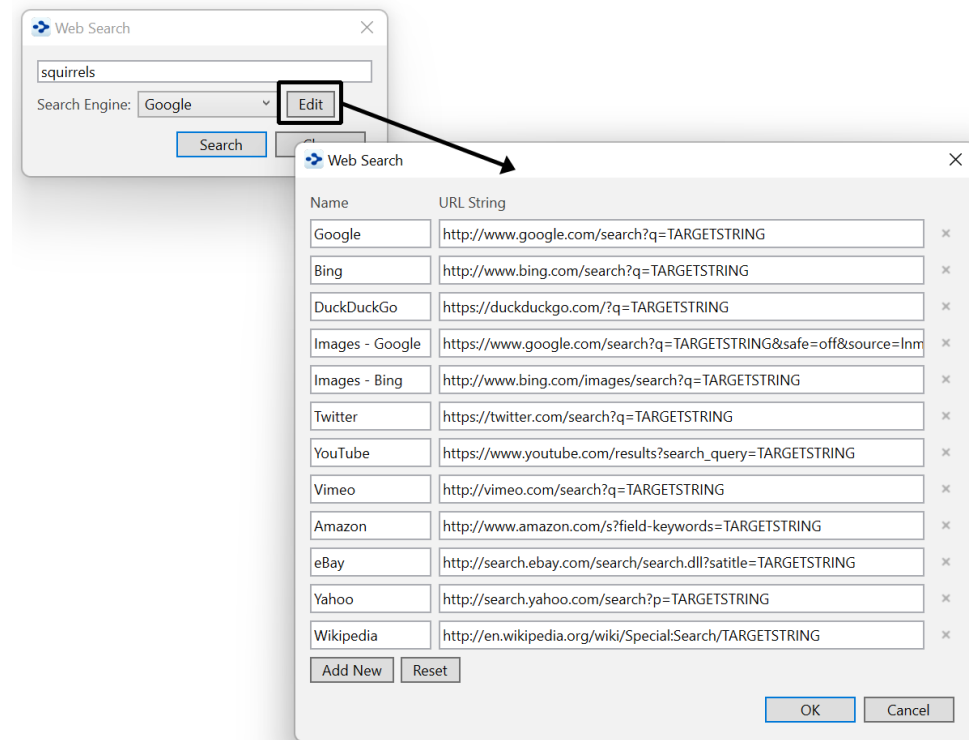 Web Search
squirrels
Search Engine: Google Edit
Search
Web Search
Name URL String
Google http://www.google.com/search?q=TARGETSTRING
Bing http://www.bing.com/search?q=TARGETSTRING
DuckDuckGo https://duckduckgo.com/?q=TARGETSTRING
Images - Google https://www.google.com/search?q=TARGETSTRING&safe=off&source=lnm
Images - Bing http://www.bing.com/images/search?q=TARGETSTRING
Twitter https://twitter.com/search?q=TARGETSTRING
YouTube https://www.youtube.com/results?search_query=TARGETSTRING
Vimeo http://vimeo.com/search?q=TARGETSTRING
Amazon http://www.amazon.com/s?field-keywords=TARGETSTRING
eBay http://search.ebay.com/search/search.dll?satitle=TARGETSTRING
Yahoo http://search.yahoo.com/search?p=TARGETSTRING
Wikipedia http://en.wikipedia.org/wiki/Special:Search/TARGETSTRING
Add New Reset
OK Cancel